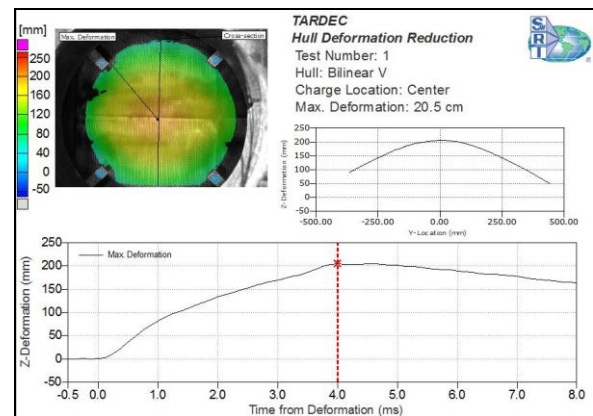 [mm]
250
200
160
120
80
40
0
-50
Max. Deformation
Cross-section
TARDEC
Hull Deformation Reduction
Test Number: 1
Hull: Bilinear V
Charge Location: Center
Max. Deformation: 20.5 cm
SwRI
Z-Deformation (mm)
250
200
150
100
50
0
-50
-500.00
-250.00
0.00
250.00
500.00
Y-Location (mm)
Z-Deformation (mm)
250
200
150
100
50
0
-50
Max. Deformation
-0.5
0.0
1.0
2.0
3.0
4.0
5.0
6.0
7.0
8.0
Time from Deformation (ms)